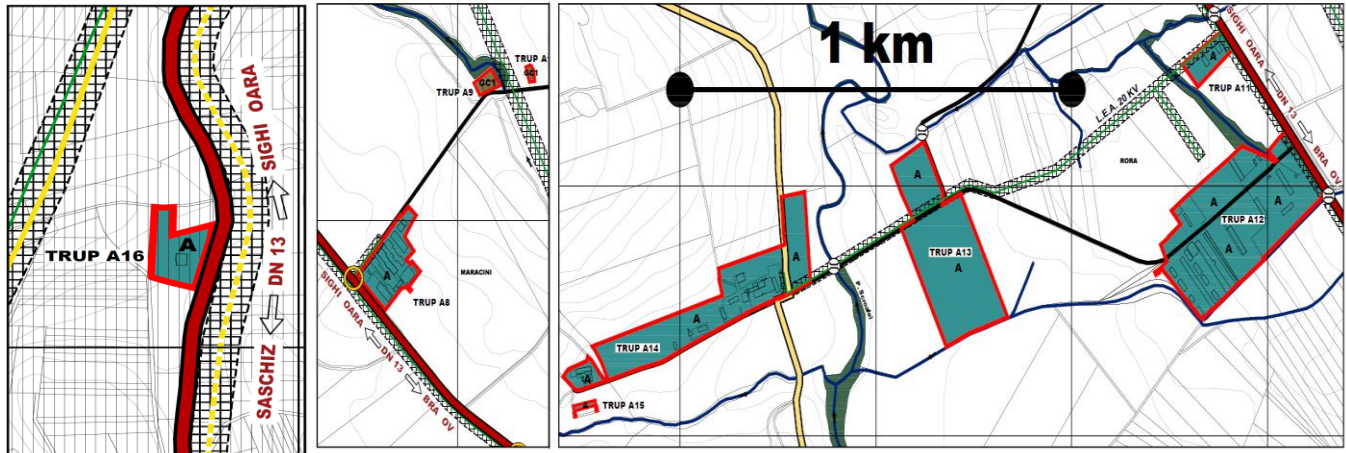 TRUP A16
A
SIGHI OARA
DN 13
SASCHIZ
TRUP A9
GC1
TRUP A1
GC1
MARACINI
A
TRUP A8
SIGHI OARA
DN 13
BRA OV
1 km
SIGHI OARA
DN 13
BRA OV
L.E.A. 20 KV
A
TRUP A11
RORA
A
A
A
TRUP A12
A
A
TRUP A13
A
A
A
TRUP A14
A
A
TRUP A15